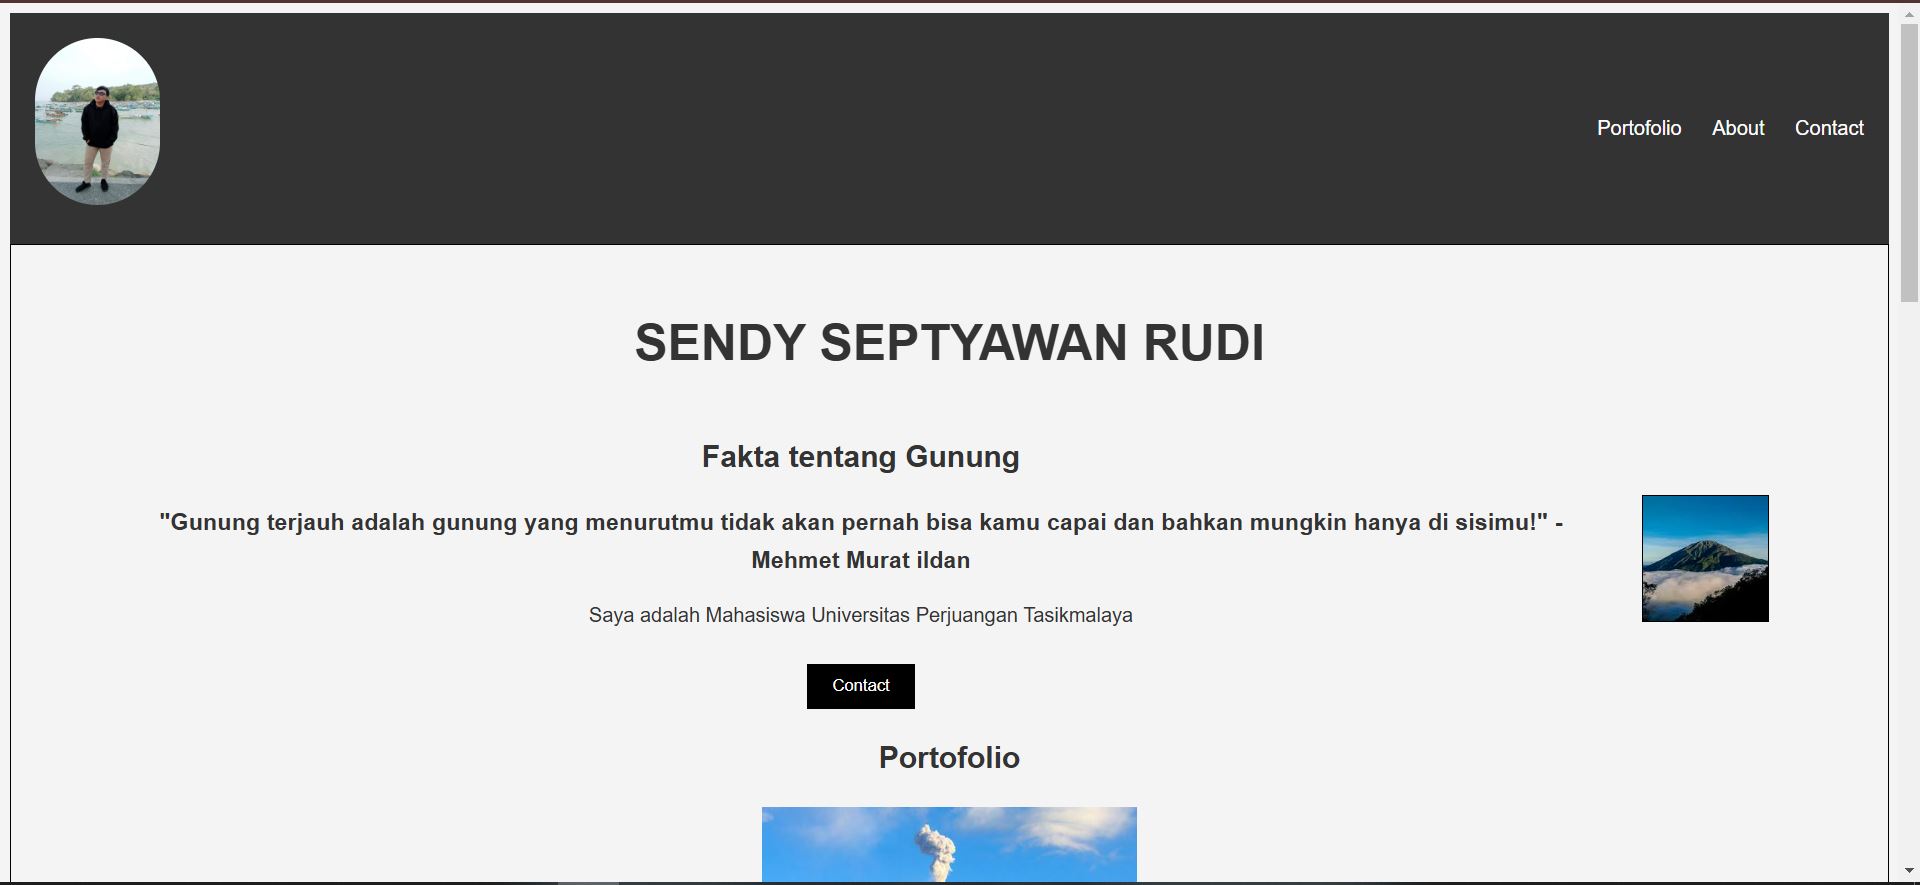 Portofolio About Contact
SENDY SEPTYAWAN RUDI
Fakta tentang Gunung
"Gunung terjauh adalah gunung yang menurutmu tidak akan pernah bisa kamu capai dan bahkan mungkin hanya di sisimu!" -
Mehmet Murat ildan
Saya adalah Mahasiswa Universitas Perjuangan Tasikmalaya
Contact
Portofolio